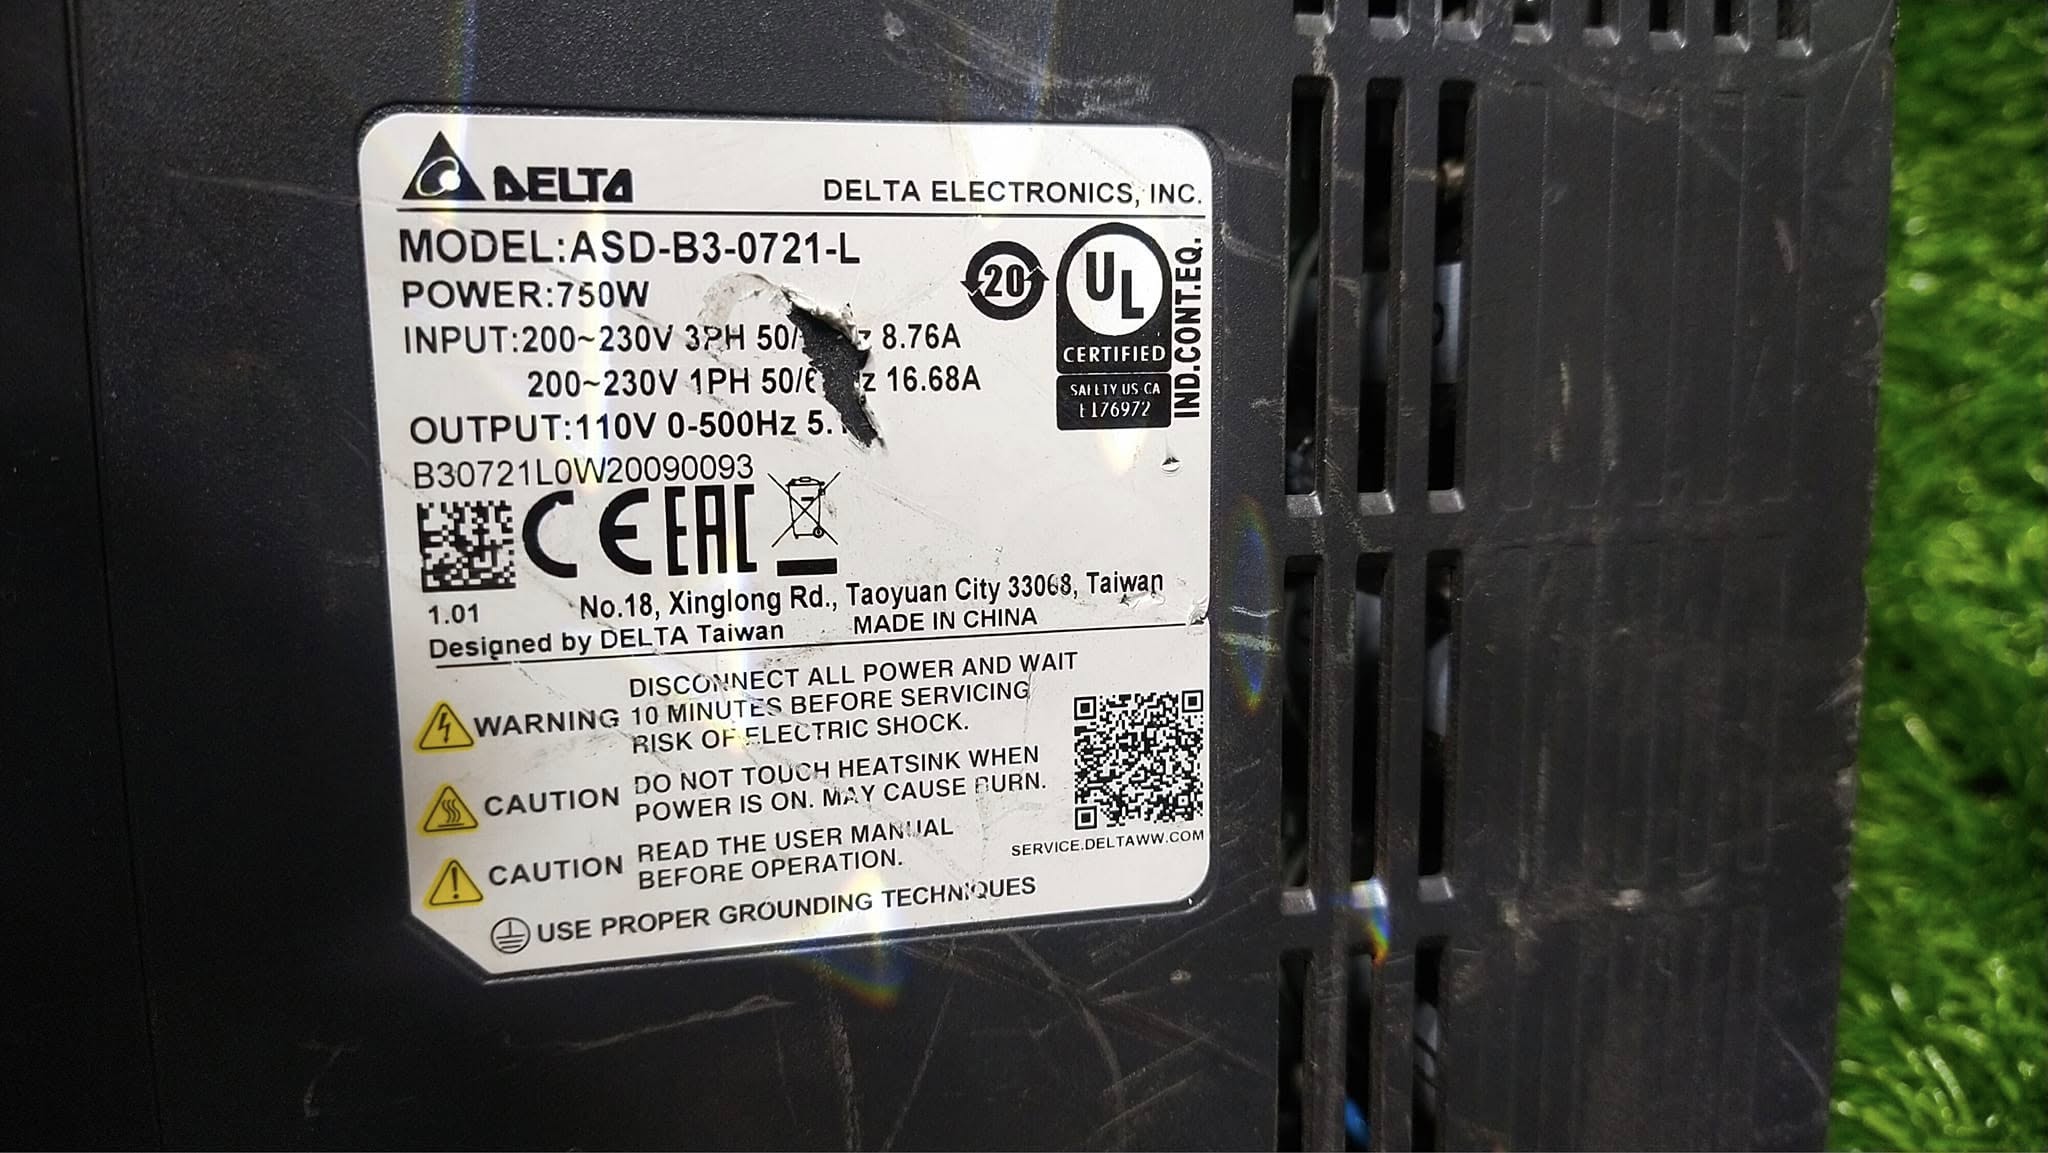 DELTA
DELTA ELECTRONICS, INC.
MODEL:ASD-B3-0721-L
POWER:750W
20
UL
CERTIFIED
SAFETY US-CA
E176972
IND.CONT.EQ.
INPUT:200~230V 3PH 50/ z 8.76A
200~230V 1PH 50/6 z 16.68A
OUTPUT:110V 0-500Hz 5.
B30721L0W20090093
CE EAC
1.01
No.18, Xinglong Rd., Taoyuan City 33068, Taiwan
Designed by DELTA Taiwan
MADE IN CHINA
WARNING
DISCONNECT ALL POWER AND WAIT
10 MINUTES BEFORE SERVICING
RISK OF ELECTRIC SHOCK.
CAUTION
DO NOT TOUCH HEATSINK WHEN
POWER IS ON. MAY CAUSE BURN.
CAUTION
READ THE USER MANUAL
BEFORE OPERATION.
SERVICE.DELTAWW.COM
USE PROPER GROUNDING TECHNIQUES